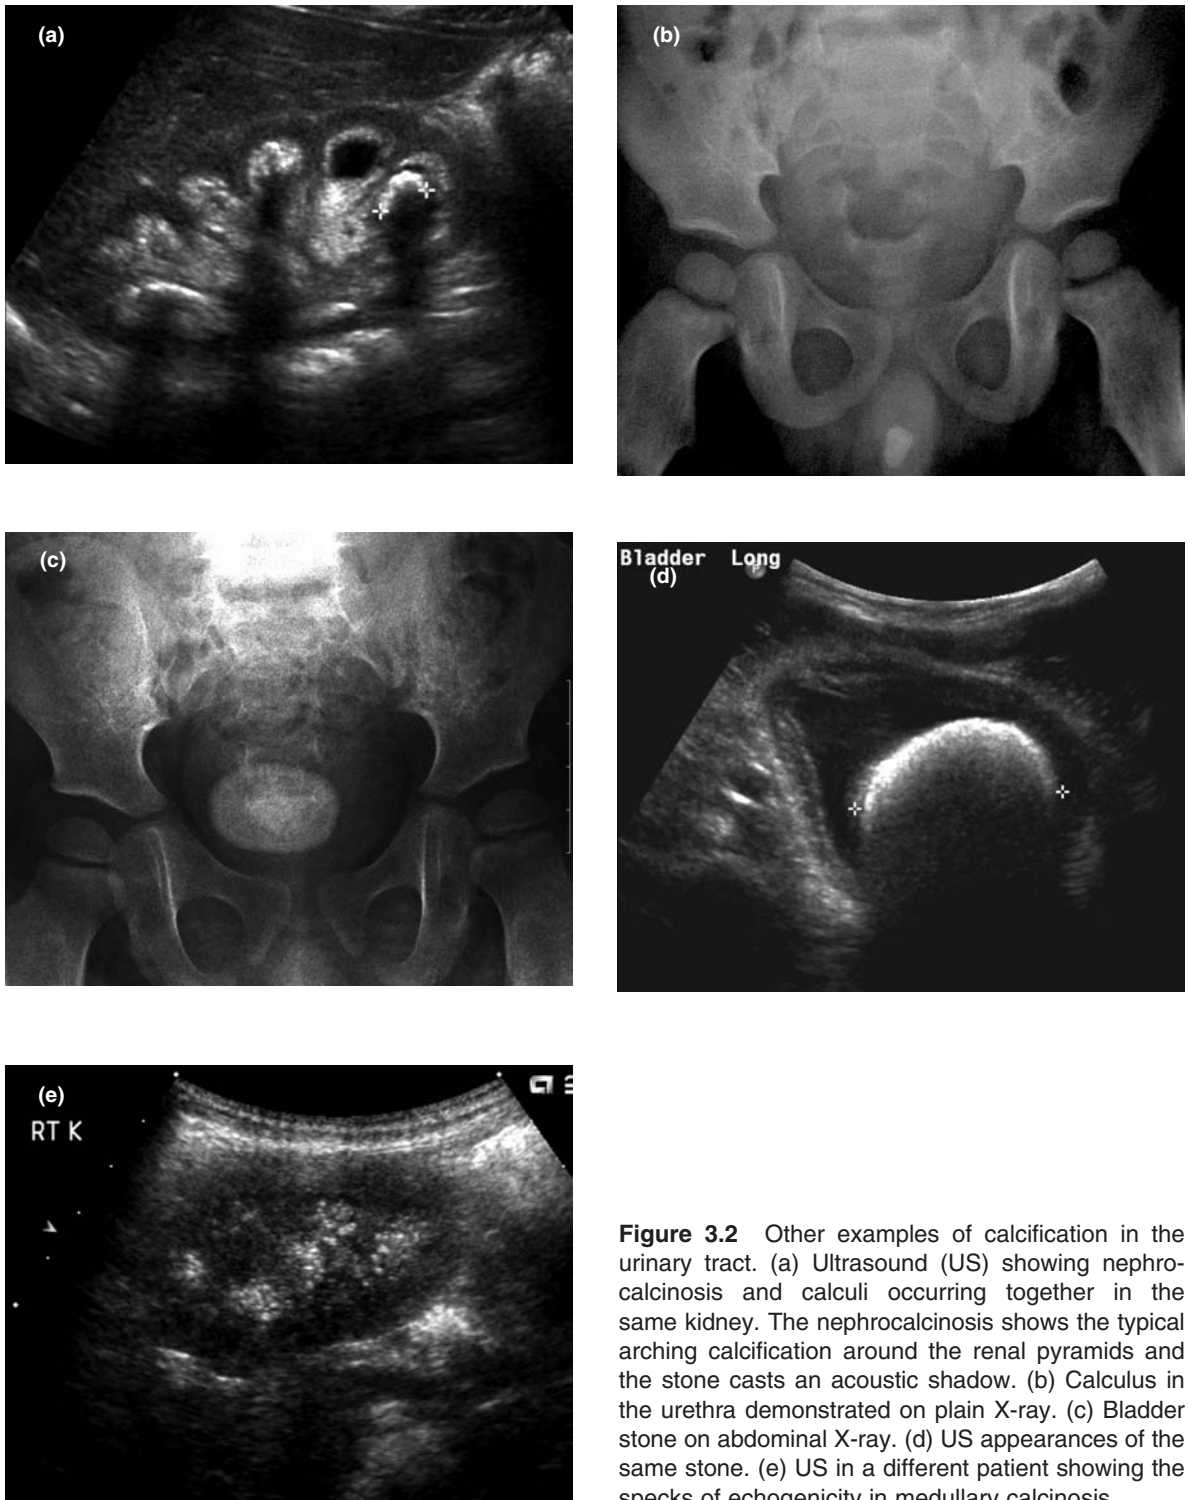 (a)
(b)
(c)
Bladder Long
(d)
(e)
RT K
Figure 3.2 Other examples of calcification in the
urinary tract. (a) Ultrasound (US) showing nephro-
calcinosis and calculi occurring together in the
same kidney. The nephrocalcinosis shows the typical
arching calcification around the renal pyramids and
the stone casts an acoustic shadow. (b) Calculus in
the urethra demonstrated on plain X-ray. (c) Bladder
stone on abdominal X-ray. (d) US appearances of the
same stone. (e) US in a different patient showing the
specks of echogenicity in medullary calcinosis.